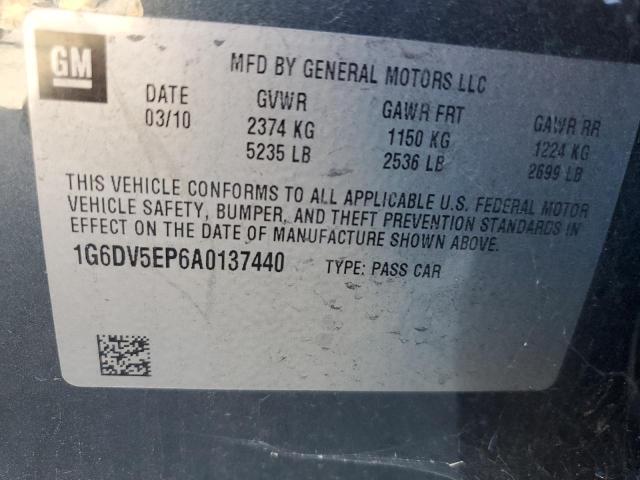 GM
MFD BY GENERAL MOTORS LLC
DATE GVWR GAWR FRT GAWR RR
03/10 2374 KG 1150 KG 1224 KG
5235 LB 2536 LB 2699 LB
THIS VEHICLE CONFORMS TO ALL APPLICABLE U.S. FEDERAL MOTOR
VEHICLE SAFETY, BUMPER, AND THEFT PREVENTION STANDARDS IN
EFFECT ON THE DATE OF MANUFACTURE SHOWN ABOVE.
1G6DV5EP6A0137440 TYPE: PASS CAR